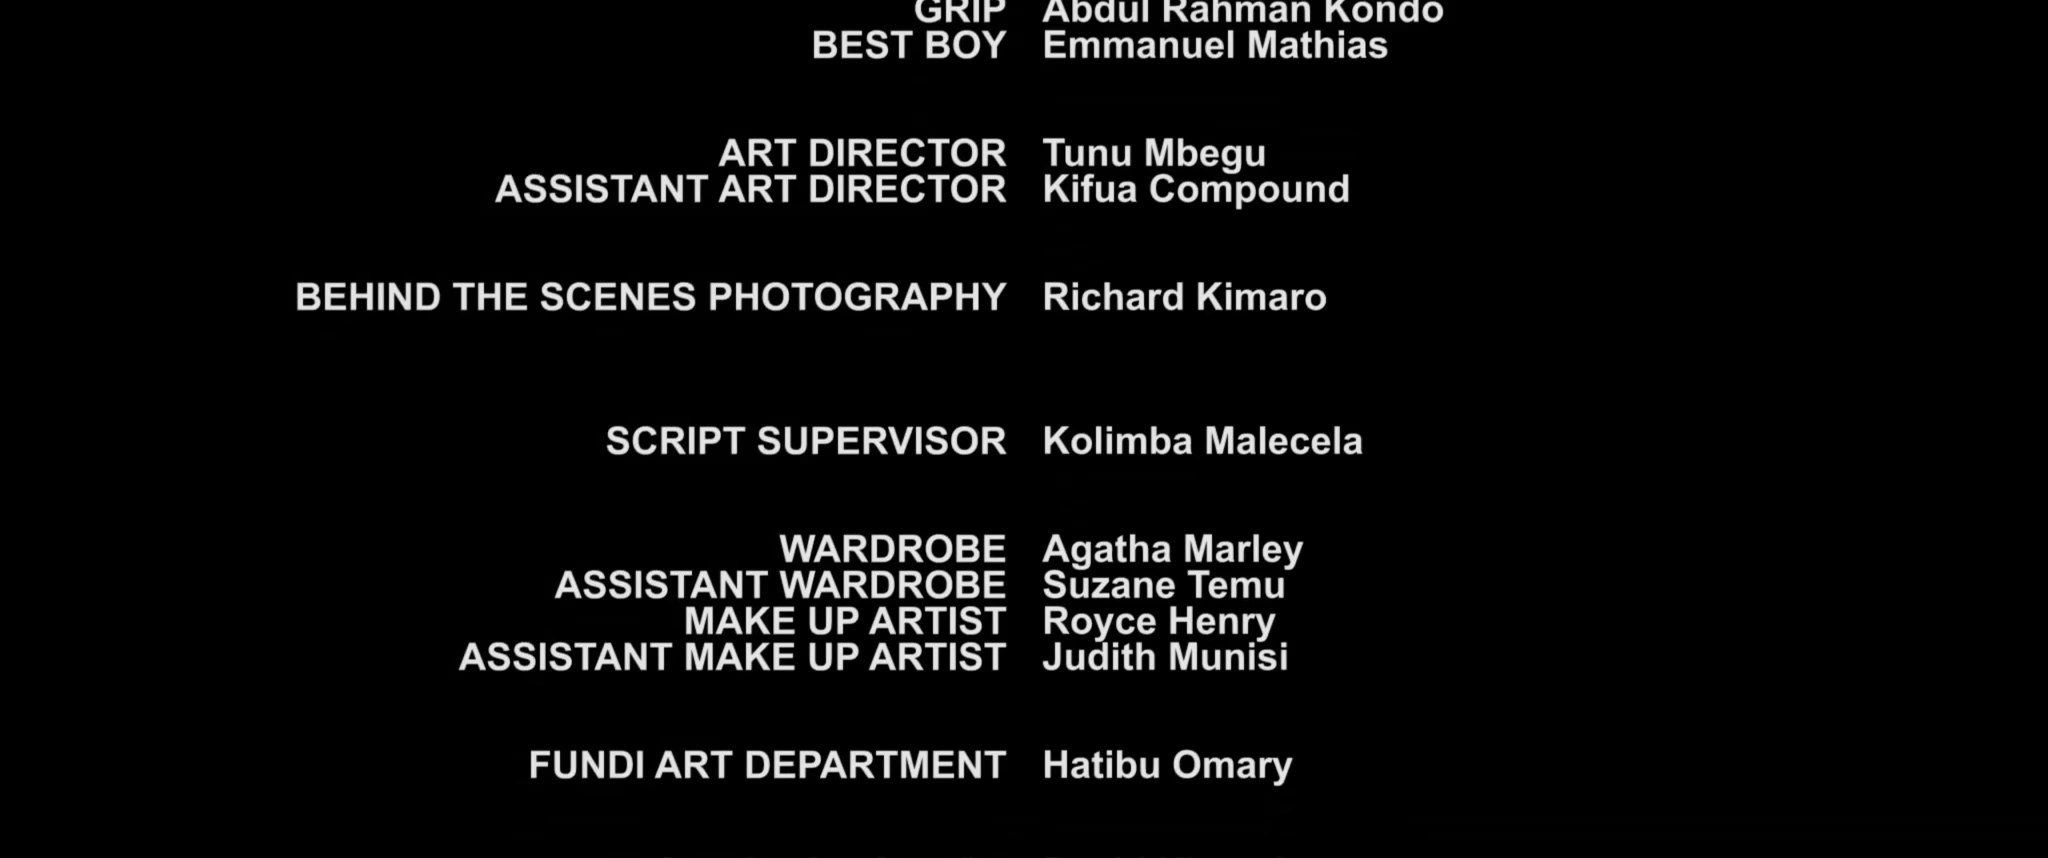 GRIP Abdul Rahman Kondo
BEST BOY Emmanuel Mathias
ART DIRECTOR Tunu Mbegu
ASSISTANT ART DIRECTOR Kifua Compound
BEHIND THE SCENES PHOTOGRAPHY Richard Kimaro
SCRIPT SUPERVISOR Kolimba Malecela
WARDROBE Agatha Marley
ASSISTANT WARDROBE Suzane Temu
MAKE UP ARTIST Royce Henry
ASSISTANT MAKE UP ARTIST Judith Munisi
FUNDI ART DEPARTMENT Hatibu Omary